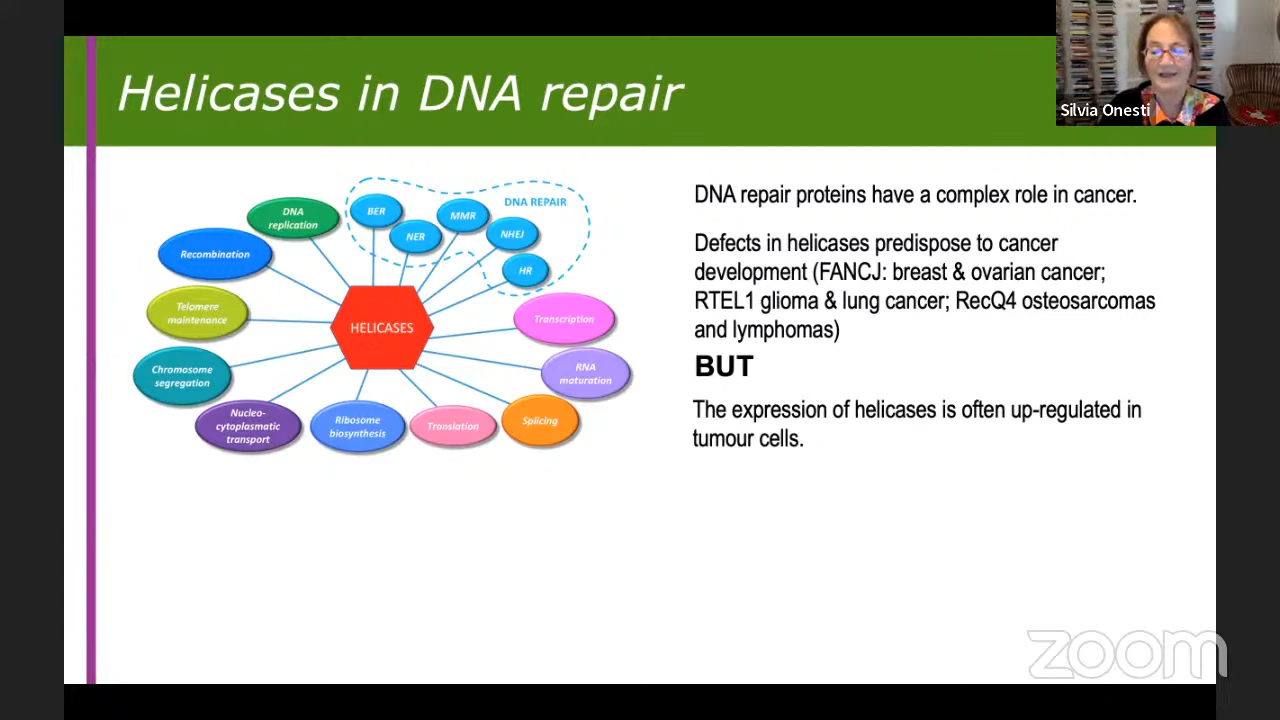 Helicases in DNA repair
Silvia Onesti
DNA
replication
BER
NER
MMR
NHEJ
HR
DNA REPAIR
Recombination
Telomere
maintenance
Chromosome
segregation
Nucleo-
cytoplasmatic
transport
Ribosome
biosynthesis
Translation
Splicing
RNA
maturation
Transcription
HELICASES
DNA repair proteins have a complex role in cancer.
Defects in helicases predispose to cancer
development (FANCJ: breast & ovarian cancer;
RTEL1 glioma & lung cancer; RecQ4 osteosarcomas
and lymphomas)
BUT
The expression of helicases is often up-regulated in
tumour cells.
zoom